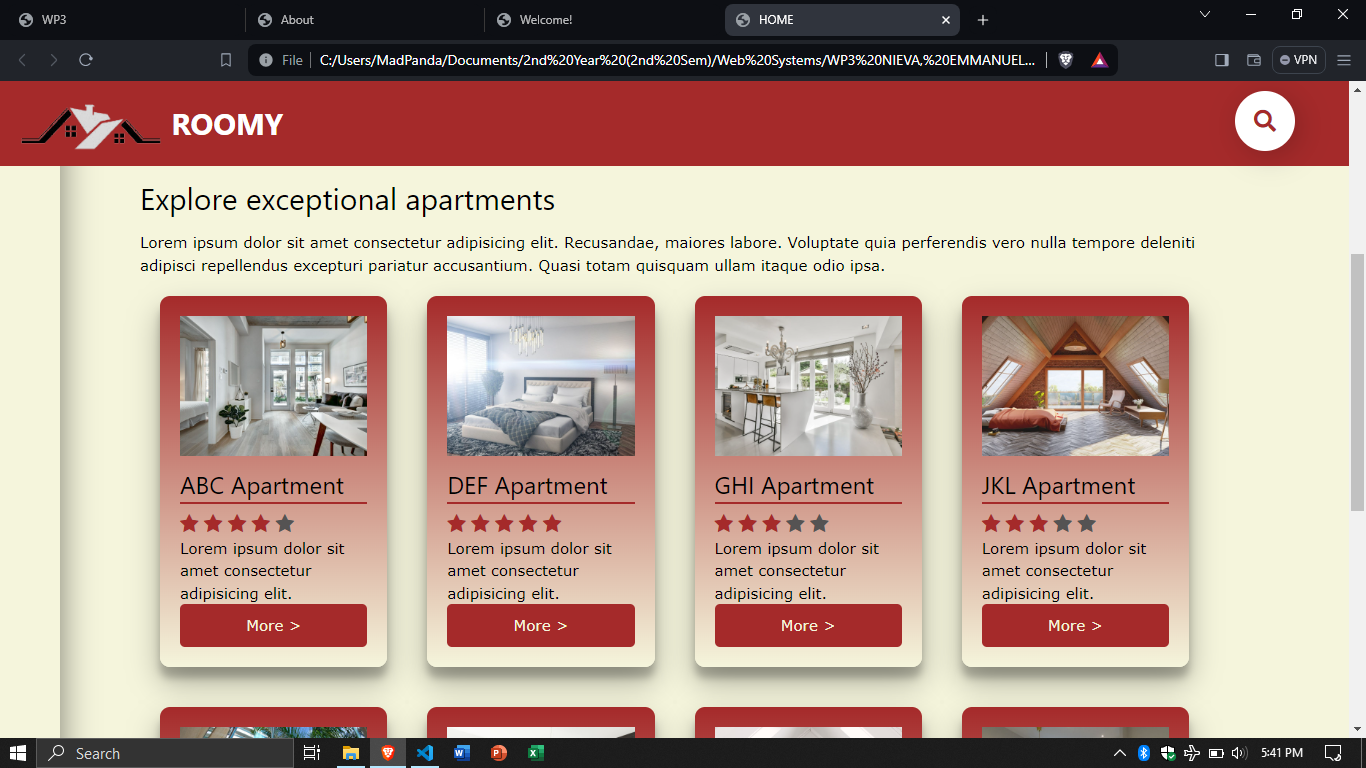 WP3
About
Welcome!
HOME
File
C:/Users/MadPanda/Documents/2nd%20Year%20(2nd%20Sem)/Web%20Systems/WP3%20NIEVA,%20EMMANUEL...
VPN
ROOMY
Explore exceptional apartments
Lorem ipsum dolor sit amet consectetur adipisicing elit. Recusandae, maiores labore. Voluptate quia perferendis vero nulla tempore deleniti
adipisci repellendus excepturi pariatur accusantium. Quasi totam quisquam ullam itaque odio ipsa.
ABC Apartment
Lorem ipsum dolor sit
amet consectetur
adipisicing elit.
More >
DEF Apartment
Lorem ipsum dolor sit
amet consectetur
adipisicing elit.
More >
GHI Apartment
Lorem ipsum dolor sit
amet consectetur
adipisicing elit.
More >
JKL Apartment
Lorem ipsum dolor sit
amet consectetur
adipisicing elit.
More >
Search
5:41 PM